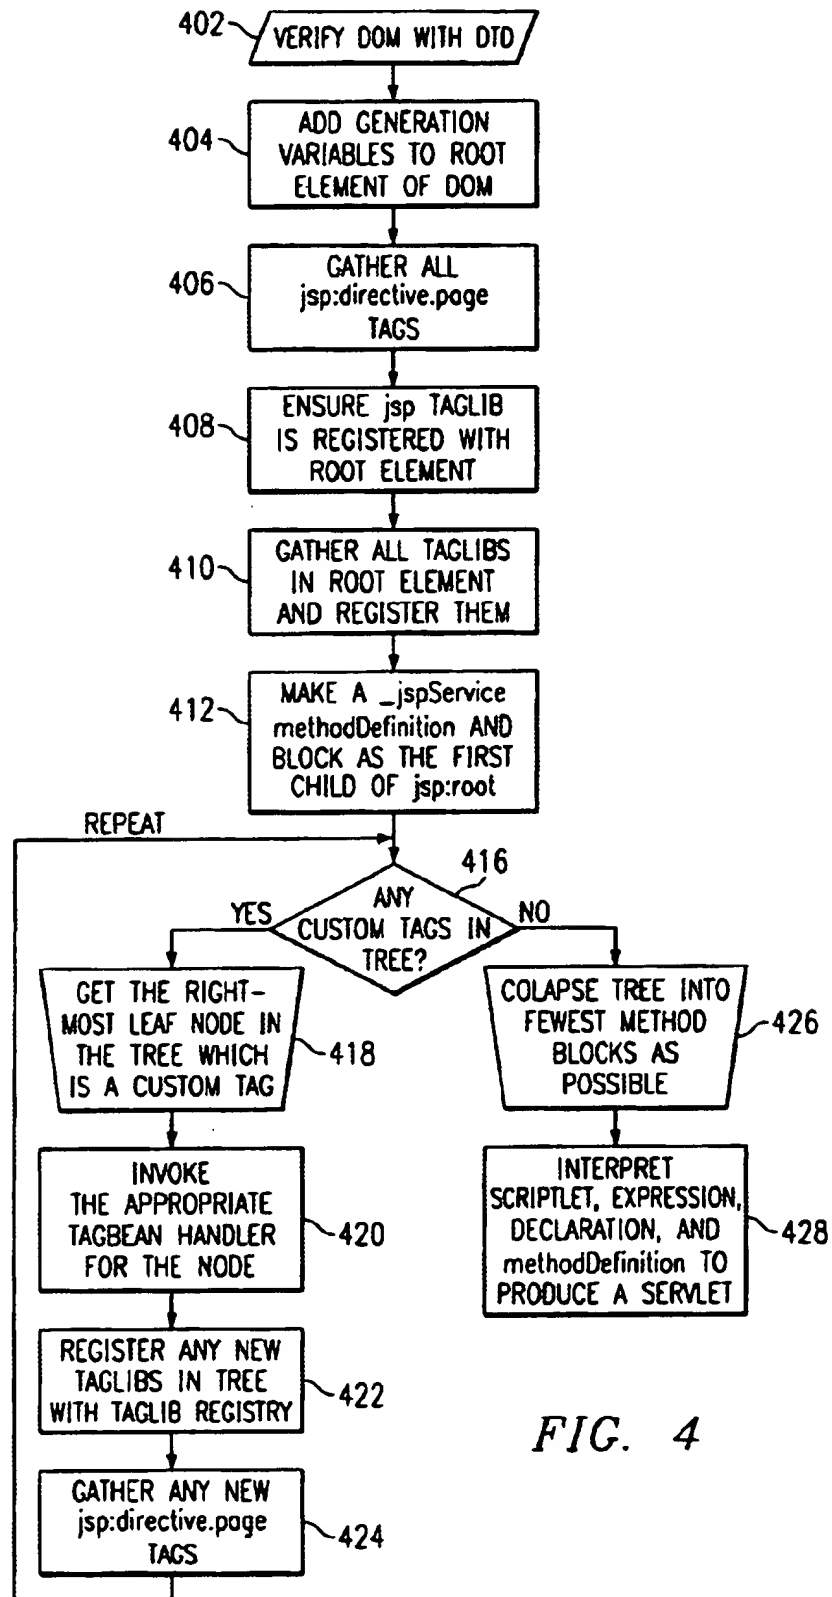 402
VERIFY DOM WITH DTD
404
ADD GENERATION
VARIABLES TO ROOT
ELEMENT OF DOM
406
GATHER ALL
jsp:directive.page
TAGS
408
ENSURE jsp TAGLIB
IS REGISTERED WITH
ROOT ELEMENT
410
GATHER ALL TAGLIBS
IN ROOT ELEMENT
AND REGISTER THEM
412
MAKE A _jspService
methodDefinition AND
BLOCK AS THE FIRST
CHILD OF jsp:root
REPEAT
416
ANY
CUSTOM TAGS IN
TREE?
YES
NO
GET THE RIGHT-
MOST LEAF NODE IN
THE TREE WHICH
IS A CUSTOM TAG
418
COLAPSE TREE INTO
FEWEST METHOD
BLOCKS AS
POSSIBLE
426
INVOKE
THE APPROPRIATE
TAGBEAN HANDLER
FOR THE NODE
420
INTERPRET
SCRIPTLET, EXPRESSION,
DECLARATION, AND
methodDefinition TO
PRODUCE A SERVLET
428
REGISTER ANY NEW
TAGLIBS IN TREE
WITH TAGLIB REGISTRY
422
GATHER ANY NEW
jsp:directive.page
TAGS
424
FIG. 4